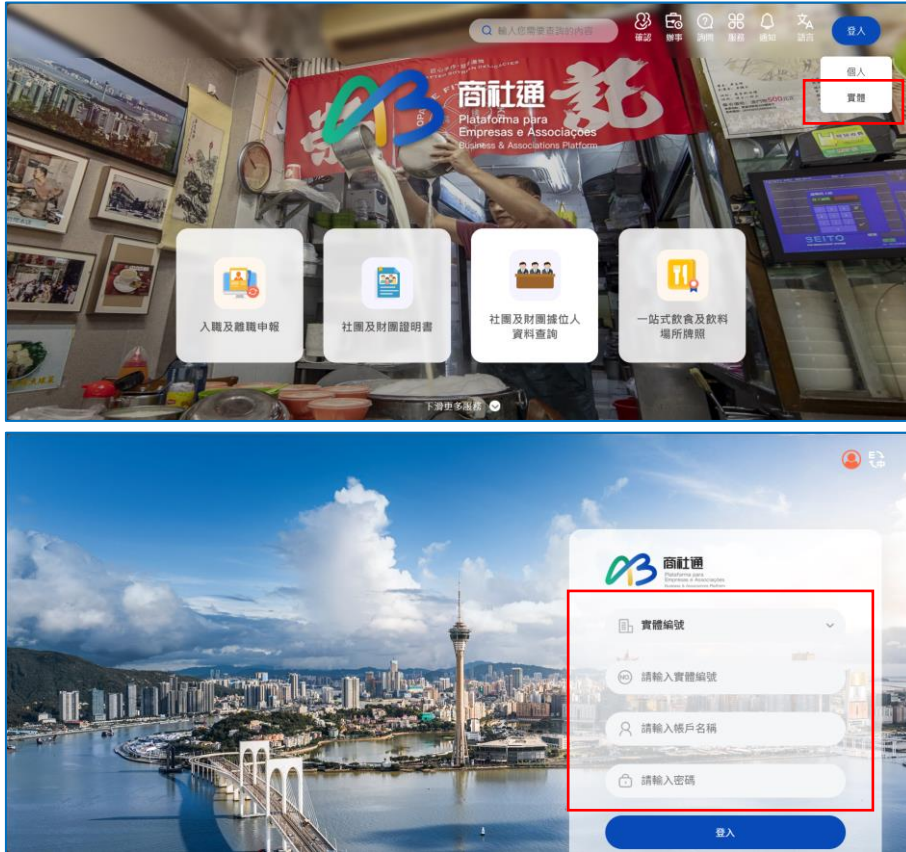 輸入您需要查詢的內容
確認
辦事
詢問
服務
通知
語言
登入
個人
實體
榮
記
商社通
Plataforma para
Empresas e Associações
Business & Associations Platform
SEITO
入職及離職申報
社團及財團證明書
社團及財團據位人
資料查詢
一站式飲食及飲料
場所牌照
下滑更多服務
商社通
Plataforma para
Empresas e Associações
Business & Associations Platform
實體編號
NO
請輸入實體編號
請輸入帳戶名稱
請輸入密碼
登入